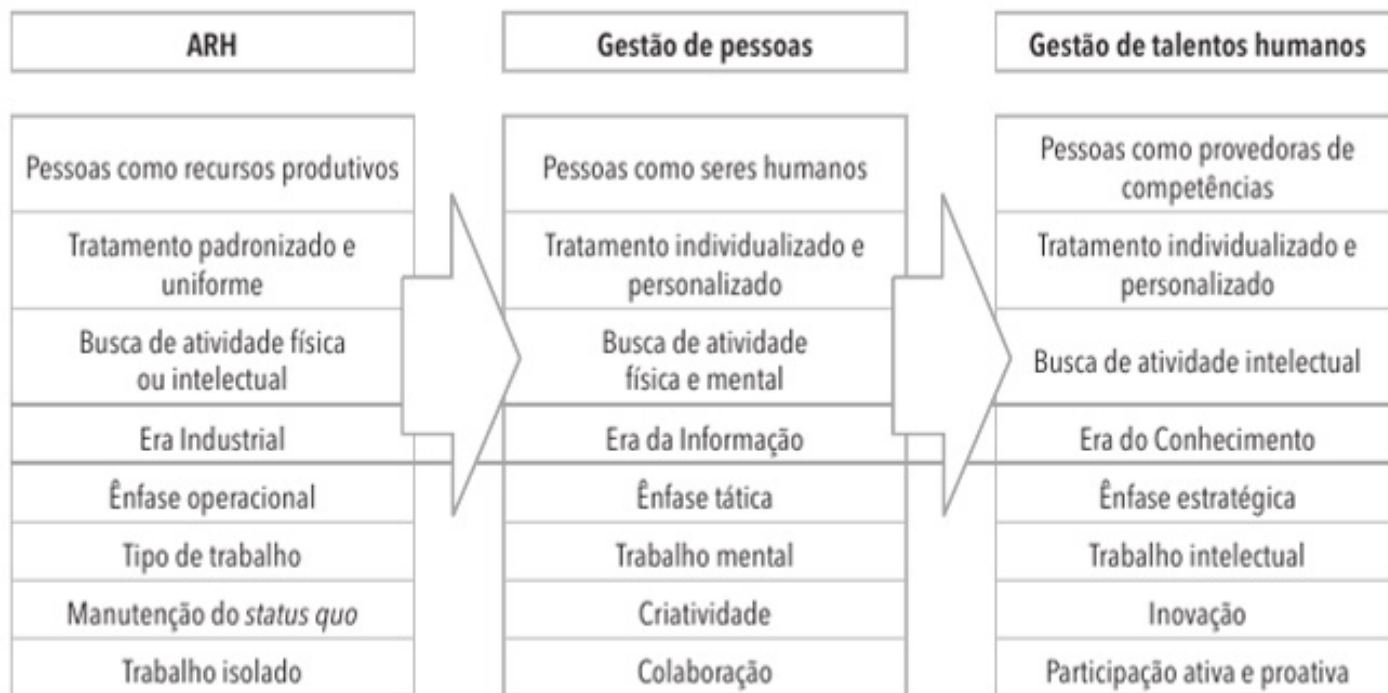 ARH
Pessoas como recursos produtivos
Tratamento padronizado e
uniforme
Busca de atividade física
ou intelectual
Era Industrial
Ênfase operacional
Tipo de trabalho
Manutenção do status quo
Trabalho isolado
Gestão de pessoas
Pessoas como seres humanos
Tratamento individualizado e
personalizado
Busca de atividade
física e mental
Era da Informação
Ênfase tática
Trabalho mental
Criatividade
Colaboração
Gestão de talentos humanos
Pessoas como provedoras de
competências
Tratamento individualizado e
personalizado
Busca de atividade intelectual
Era do Conhecimento
Ênfase estratégica
Trabalho intelectual
Inovação
Participação ativa e proativa